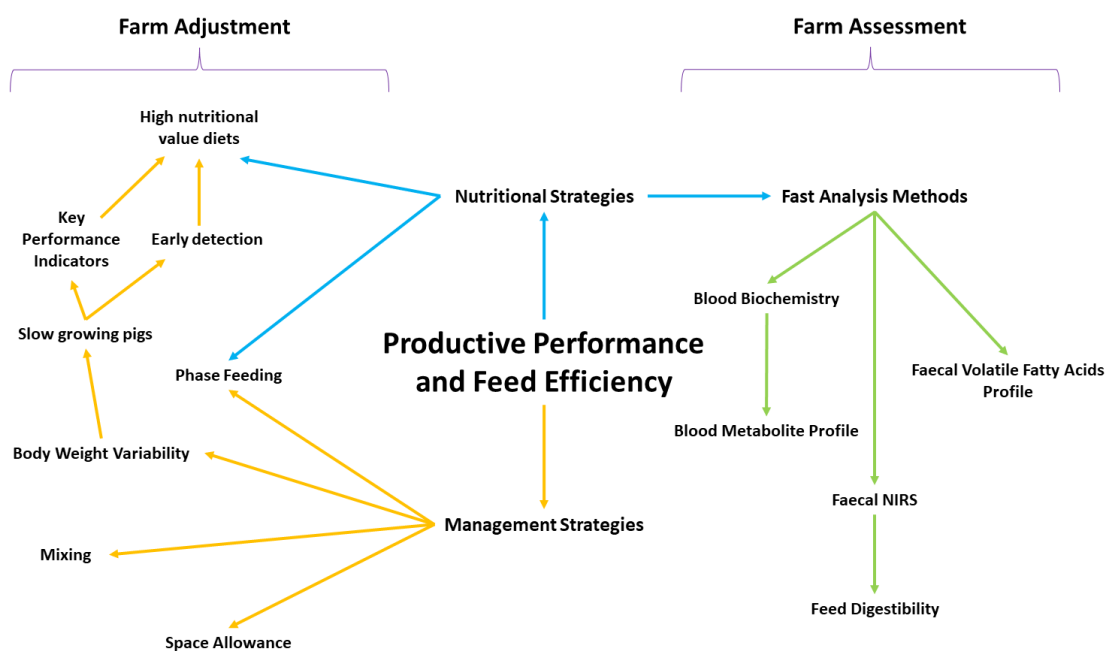 Farm Adjustment
Farm Assessment
High nutritional
value diets
Nutritional Strategies
Fast Analysis Methods
Key
Performance
Indicators
Early detection
Blood Biochemistry
Slow growing pigs
Productive Performance
and Feed Efficiency
Phase Feeding
Faecal Volatile Fatty Acids
Profile
Blood Metabolite Profile
Body Weight Variability
Faecal NIRS
Management Strategies
Mixing
Feed Digestibility
Space Allowance